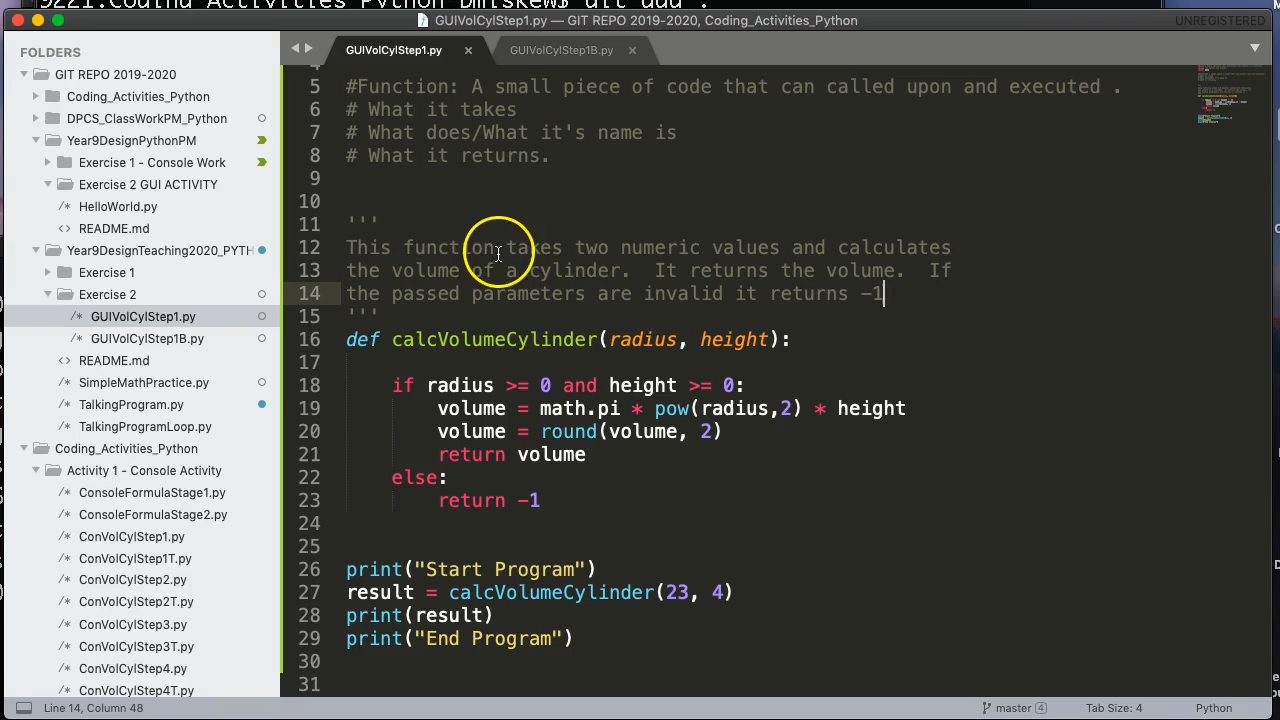 GUIVolCylStep1.py — GIT REPO 2019-2020, Coding_Activities_Python
UNREGISTERED
FOLDERS
GIT REPO 2019-2020
Coding_Activities_Python
DPCS_ClassWorkPM_Python
Year9DesignPythonPM
Exercise 1 - Console Work
Exercise 2 GUI ACTIVITY
/* HelloWorld.py
README.md
Year9DesignTeaching2020_PYTH
Exercise 1
Exercise 2
/* GUIVolCylStep1.py
/* GUIVolCylStep1B.py
README.md
/* SimpleMathPractice.py
/* TalkingProgram.py
/* TalkingProgramLoop.py
Coding_Activities_Python
Activity 1 - Console Activity
/* ConsoleFormulaStage1.py
/* ConsoleFormulaStage2.py
/* ConVolCylStep1.py
/* ConVolCylStep1T.py
/* ConVolCylStep2.py
/* ConVolCylStep2T.py
/* ConVolCylStep3.py
/* ConVolCylStep3T.py
/* ConVolCylStep4.py
/* ConVolCylStep4T.py
GUIVolCylStep1.py × GUIVolCylStep1B.py ×
4
5 #Function: A small piece of code that can called upon and executed .
6 # What it takes
7 # What does/What it's name is
8 # What it returns.
9
10
11 '''
12 This function takes two numeric values and calculates
13 the volume of a cylinder.  It returns the volume.  If
14 the passed parameters are invalid it returns -1
15 '''
16 def calcVolumeCylinder(radius, height):
17
18     if radius >= 0 and height >= 0:
19         volume = math.pi * pow(radius,2) * height
20         volume = round(volume, 2)
21         return volume
22     else:
23         return -1
24
25
26 print("Start Program")
27 result = calcVolumeCylinder(23, 4)
28 print(result)
29 print("End Program")
30
31
Line 14, Column 48
master 4
Tab Size: 4
Python